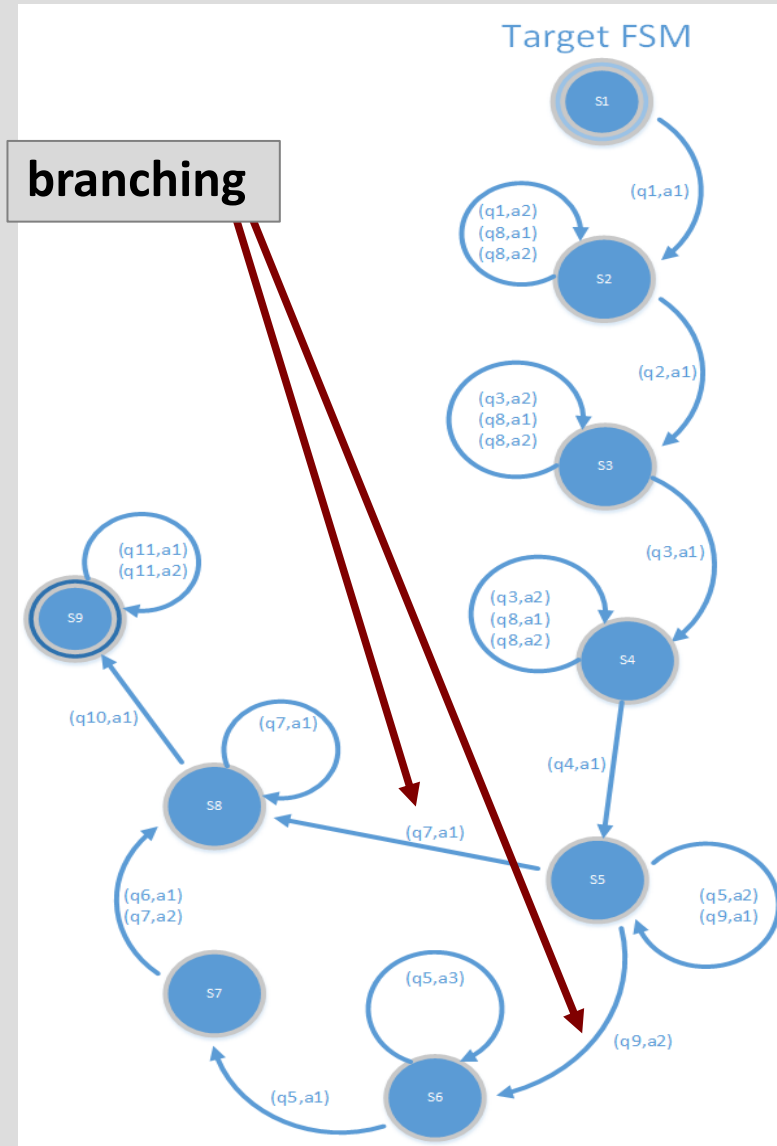 Target FSM
S1
branching
(q1,a1)
(q1,a2)
(q8,a1)
(q8,a2)
S2
(q2,a1)
(q3,a2)
(q8,a1)
(q8,a2)
S3
(q3,a1)
(q11,a1)
(q11,a2)
S9
(q3,a2)
(q8,a1)
(q8,a2)
S4
(q10,a1)
(q7,a1)
(q4,a1)
S8
(q7,a1)
S5
(q5,a2)
(q9,a1)
(q6,a1)
(q7,a2)
S7
(q5,a3)
(q9,a2)
(q5,a1)
S6